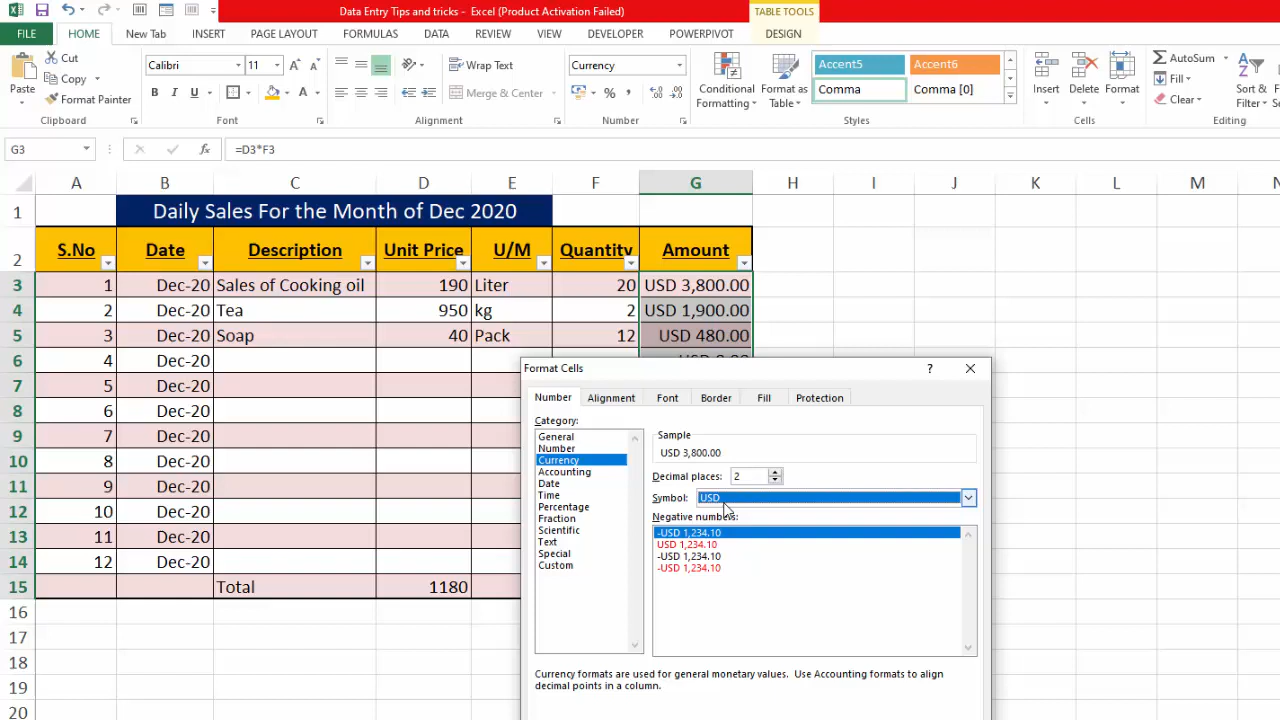 Data Entry Tips and tricks - Excel (Product Activation Failed)
TABLE TOOLS
FILE HOME New Tab INSERT PAGE LAYOUT FORMULAS DATA REVIEW VIEW DEVELOPER POWERPIVOT DESIGN
Paste
Cut
Copy
Format Painter
Clipboard
Calibri 11
B I U A
Font
Wrap Text
Merge & Center
Alignment
Currency
% ,
Number
Conditional Formatting
Format as Table
Accent5 Accent6
Comma Comma [0]
Styles
Insert Delete Format
Cells
AutoSum
Fill
Clear
Sort &
Filter
Editing
G3 fx =D3*F3
A B C D E F G H I J K L M N
1 Daily Sales For the Month of Dec 2020
2 S.No Date Description Unit Price U/M Quantity Amount
3 1 Dec-20 Sales of Cooking oil 190 Liter 20 USD 3,800.00
4 2 Dec-20 Tea 950 kg 2 USD 1,900.00
5 3 Dec-20 Soap 40 Pack 12 USD 480.00
6 4 Dec-20 USD 0.00
7 5 Dec-20
8 6 Dec-20
9 7 Dec-20
10 8 Dec-20
11 9 Dec-20
12 10 Dec-20
13 11 Dec-20
14 12 Dec-20
15 Total 1180
16
17
18
19
20
Format Cells ?
Number Alignment Font Border Fill Protection
Category:
General
Number
Currency
Accounting
Date
Time
Percentage
Fraction
Scientific
Text
Special
Custom
Sample
USD 3,800.00
Decimal places: 2
Symbol: USD
Negative numbers:
-USD 1,234.10
USD 1,234.10
-USD 1,234.10
-USD 1,234.10
Currency formats are used for general monetary values. Use Accounting formats to align
decimal points in a column.